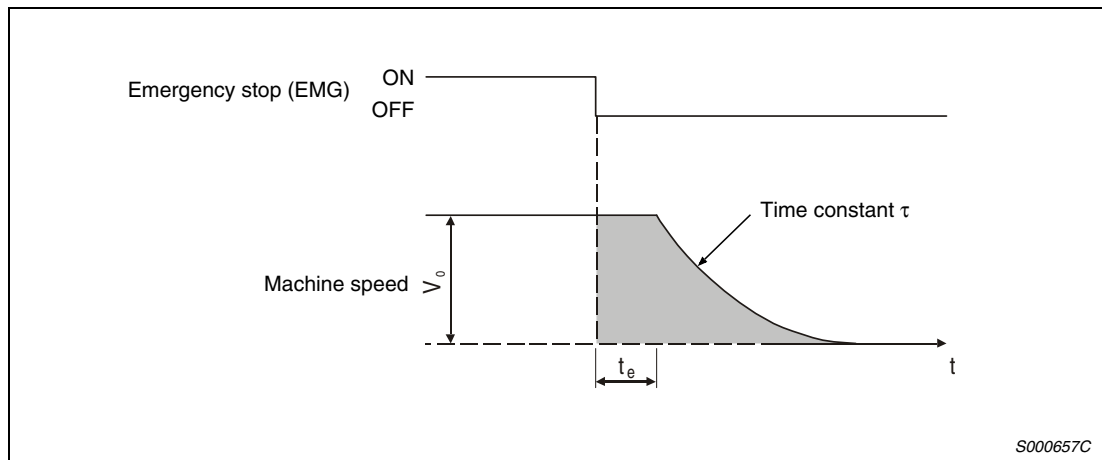 ON
Emergency stop (EMG)
OFF
Time constant τ
Machine speed
V₀
tₑ
t
S000657C